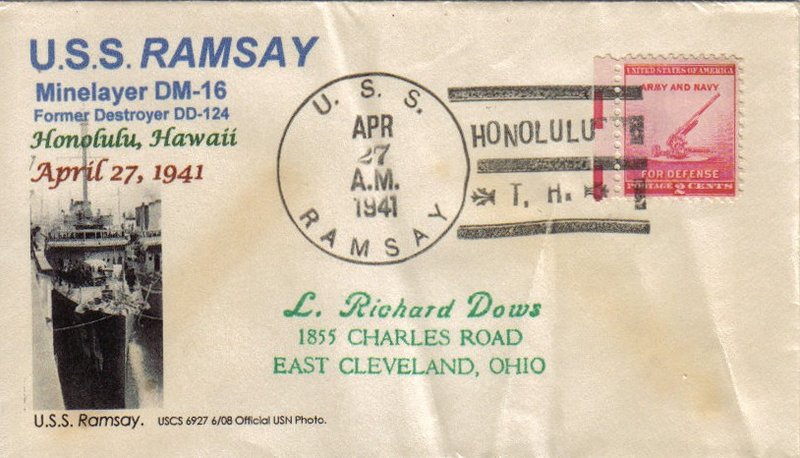 U.S.S. RAMSAY
Minelayer DM-16
Former Destroyer DD-124
Honolulu, Hawaii
April 27, 1941
U. S. S.
APR
27
A.M.
1941
RAMSAY
HONOLULU
T. H.
UNITED STATES OF AMERICA
ARMY AND NAVY
FOR DEFENSE
POSTAGE 2 CENTS
L. Richard Dows
1855 CHARLES ROAD
EAST CLEVELAND, OHIO
U.S.S. Ramsay. USCS 6927 6/08 Official USN Photo.